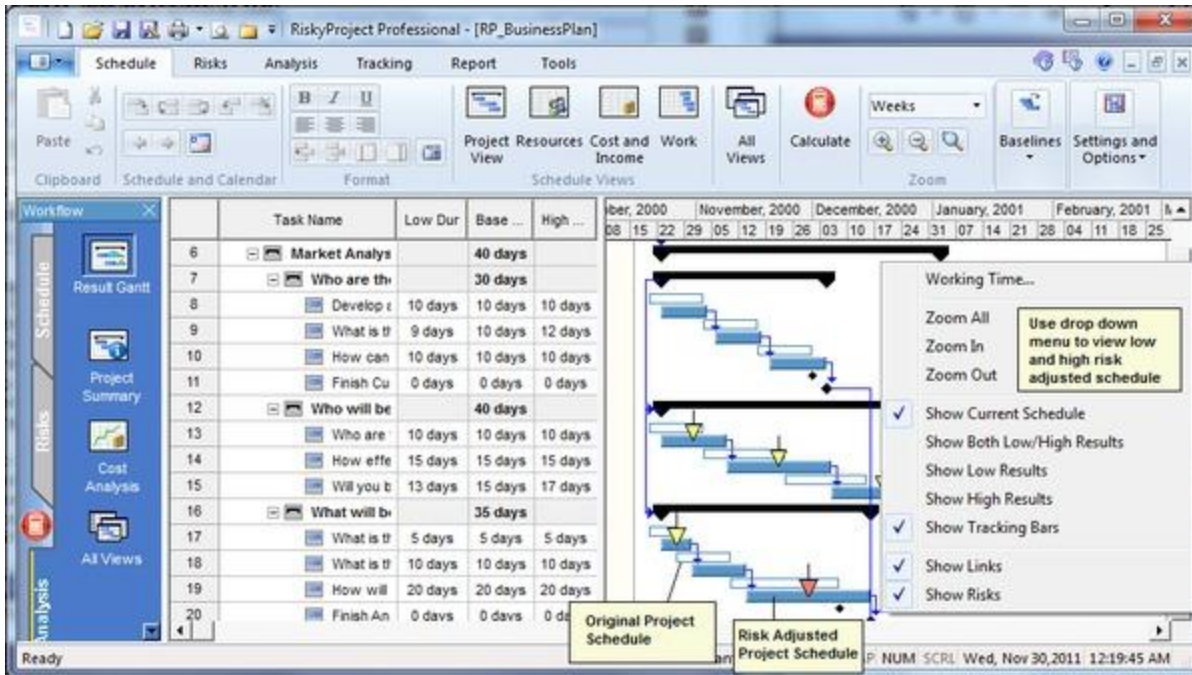 RiskyProject Professional - [RP_BusinessPlan]
Schedule Risks Analysis Tracking Report Tools
B I U
Weeks
Paste
Project View Resources Cost and Income Work All Views Calculate Baselines Settings and Options
Clipboard Schedule and Calendar Format Schedule Views Zoom
Workflow
Schedule
Risks
Analysis
Result Gantt
Project
Summary
Cost
Analysis
All Views
Task Name Low Dur Base ... High ...
ber, 2000 November, 2000 December, 2000 January, 2001 February, 2001
08 15 22 29 05 12 19 26 03 10 17 24 31 07 14 21 28 04 11 18 25
6 Market Analys 40 days
7 Who are the 30 days
8 Develop a 10 days 10 days 10 days
9 What is th 9 days 10 days 12 days
10 How can 10 days 10 days 10 days
11 Finish Cu 0 days 0 days 0 days
12 Who will be 40 days
13 Who are 10 days 10 days 10 days
14 How effe 15 days 15 days 15 days
15 Will you b 13 days 15 days 17 days
16 What will b 35 days
17 What is th 5 days 5 days 5 days
18 What is th 10 days 10 days 10 days
19 How will 20 days 20 days 20 days
20 Finish An 0 days 0 days 0 da
Working Time...
Zoom All
Zoom In
Zoom Out
Use drop down
menu to view low
and high risk
adjusted schedule
Show Current Schedule
Show Both Low/High Results
Show Low Results
Show High Results
Show Tracking Bars
Show Links
Show Risks
Original Project
Schedule
Risk Adjusted
Project Schedule
Ready
NUM SCRL Wed, Nov 30,2011 12:19:45 AM